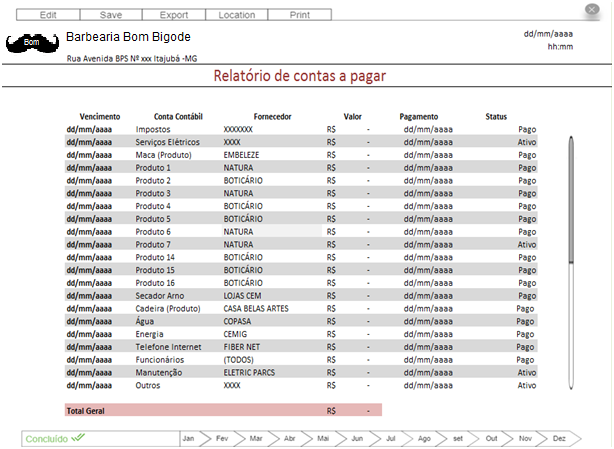 Edit Save Export Location Print
Bom
Barbearia Bom Bigode
dd/mm/aaaa
hh:mm
Rua Avenida BPS Nº xxx Itajubá -MG
Relatório de contas a pagar
Vencimento Conta Contábil Fornecedor Valor Pagamento Status
dd/mm/aaaa Impostos XXXXXXX R$ - dd/mm/aaaa Pago
dd/mm/aaaa Serviços Elétricos XXXX R$ - dd/mm/aaaa Ativo
dd/mm/aaaa Maca (Produto) EMBELEZE R$ - dd/mm/aaaa Pago
dd/mm/aaaa Produto 1 NATURA R$ - dd/mm/aaaa Pago
dd/mm/aaaa Produto 2 BOTICÁRIO R$ - dd/mm/aaaa Pago
dd/mm/aaaa Produto 3 NATURA R$ - dd/mm/aaaa Pago
dd/mm/aaaa Produto 4 BOTICÁRIO R$ - dd/mm/aaaa Pago
dd/mm/aaaa Produto 5 BOTICÁRIO R$ - dd/mm/aaaa Pago
dd/mm/aaaa Produto 6 NATURA R$ - dd/mm/aaaa Pago
dd/mm/aaaa Produto 7 NATURA R$ - dd/mm/aaaa Ativo
dd/mm/aaaa Produto 14 BOTICÁRIO R$ - dd/mm/aaaa Pago
dd/mm/aaaa Produto 15 BOTICÁRIO R$ - dd/mm/aaaa Pago
dd/mm/aaaa Produto 16 BOTICÁRIO R$ - dd/mm/aaaa Pago
dd/mm/aaaa Secador Arno LOJAS CEM R$ - dd/mm/aaaa Pago
dd/mm/aaaa Cadeira (Produto) CASA BELAS ARTES R$ - dd/mm/aaaa Pago
dd/mm/aaaa Água COPASA R$ - dd/mm/aaaa Pago
dd/mm/aaaa Energia CEMIG R$ - dd/mm/aaaa Pago
dd/mm/aaaa Telefone Internet FIBER NET R$ - dd/mm/aaaa Pago
dd/mm/aaaa Funcionários (TODOS) R$ - dd/mm/aaaa Pago
dd/mm/aaaa Manutenção ELETRIC PARCS R$ - dd/mm/aaaa Ativo
dd/mm/aaaa Outros XXXX R$ - dd/mm/aaaa Ativo
Total Geral R$ -
Concluído Jan Fev Mar Abr Mai Jun Jul Ago set Out Nov Dez